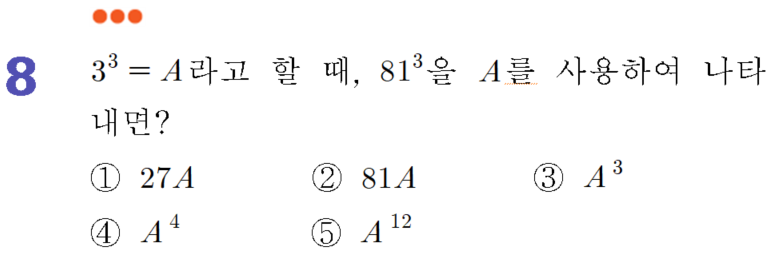 8 3³ = A라고 할 때, 81³을 A를 사용하여 나타
내면?
① 27A ② 81A ③ A³
④ A⁴ ⑤ A¹²